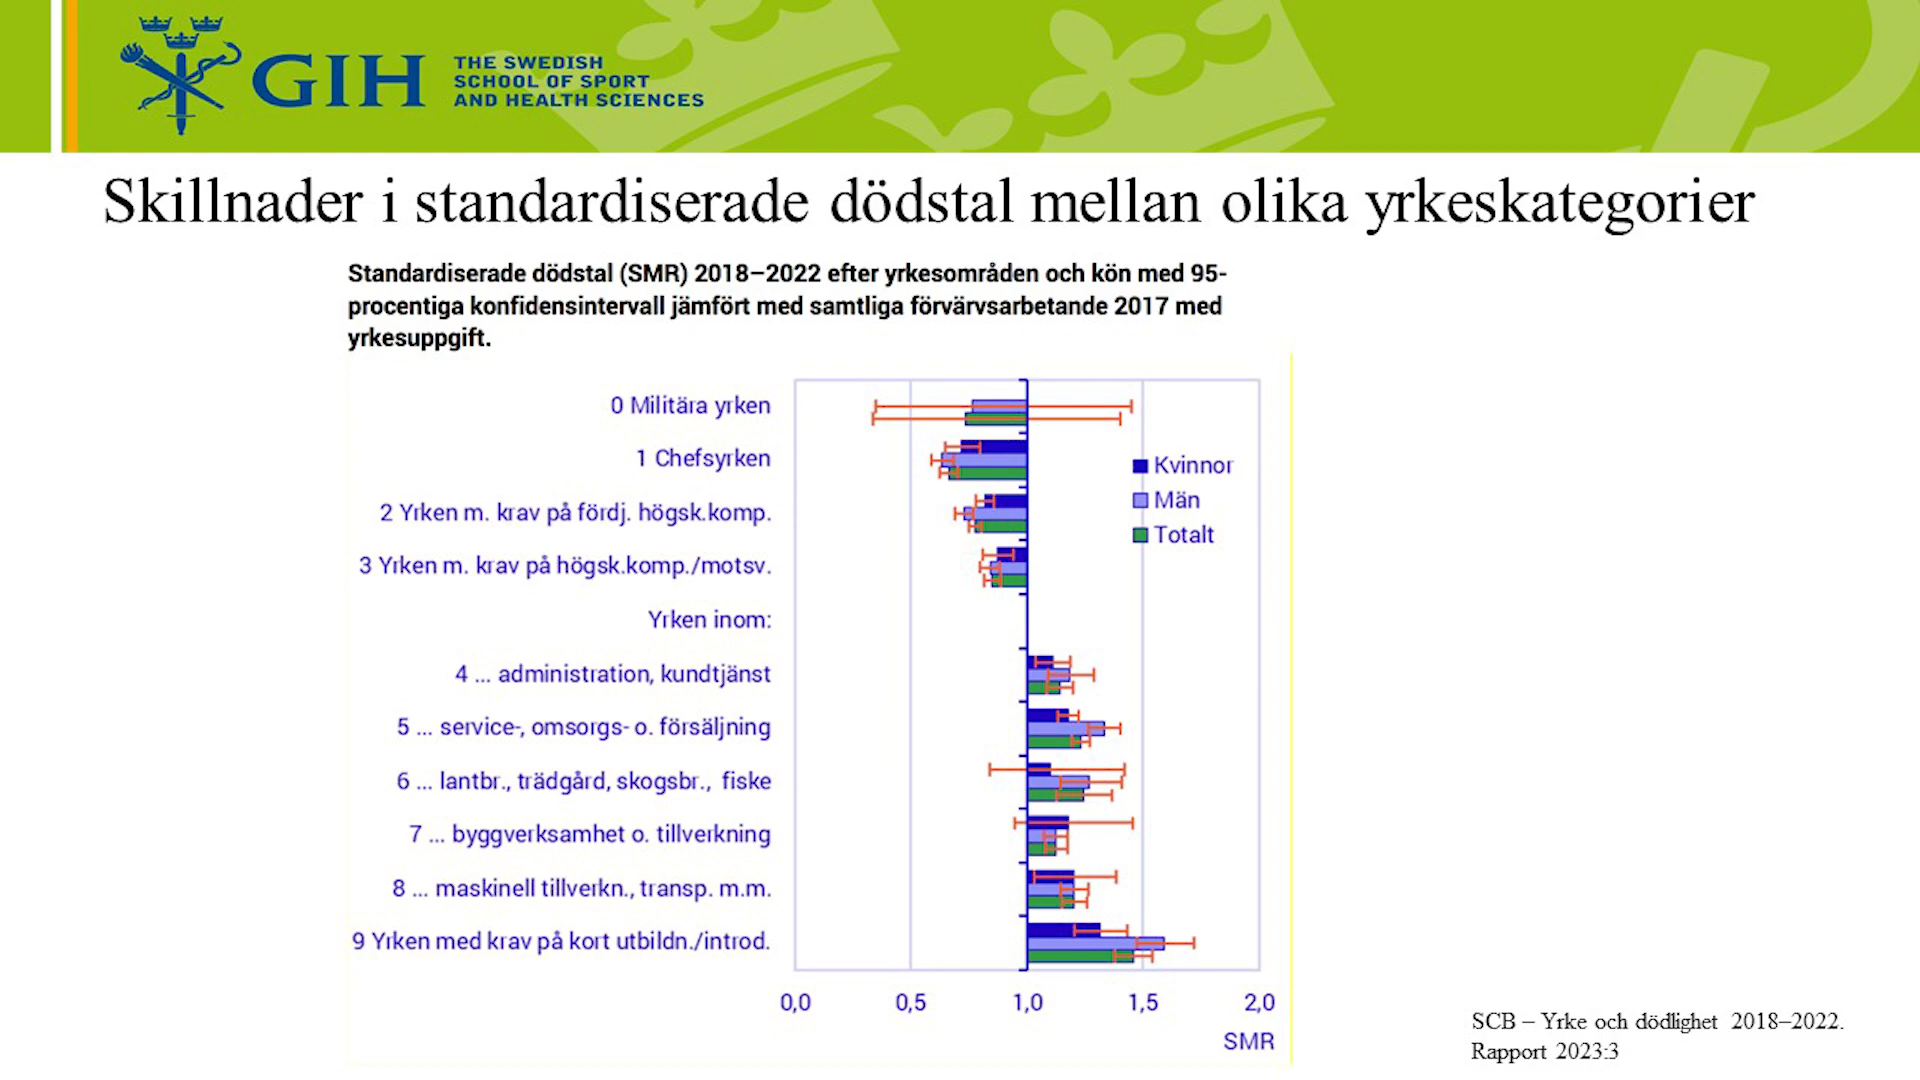 GIH
THE SWEDISH
SCHOOL OF SPORT
AND HEALTH SCIENCES
Skillnader i standardiserade dödstal mellan olika yrkeskategorier
Standardiserade dödstal (SMR) 2018–2022 efter yrkesområden och kön med 95-
procentiga konfidensintervall jämfört med samtliga förvärvsarbetande 2017 med
yrkesuppgift.
0 Militära yrken
1 Chefsyrken
2 Yrken m. krav på fördj. högsk.komp.
3 Yrken m. krav på högsk.komp./motsv.
Yrken inom:
4 ... administration, kundtjänst
5 ... service-, omsorgs- o. försäljning
6 ... lantbr., trädgård, skogsbr., fiske
7 ... byggverksamhet o. tillverkning
8 ... maskinell tillverkn., transp. m.m.
9 Yrken med krav på kort utbildn./introd.
Kvinnor
Män
Totalt
0,0 0,5 1,0 1,5 2,0
SMR
SCB – Yrke och dödlighet 2018–2022.
Rapport 2023:3